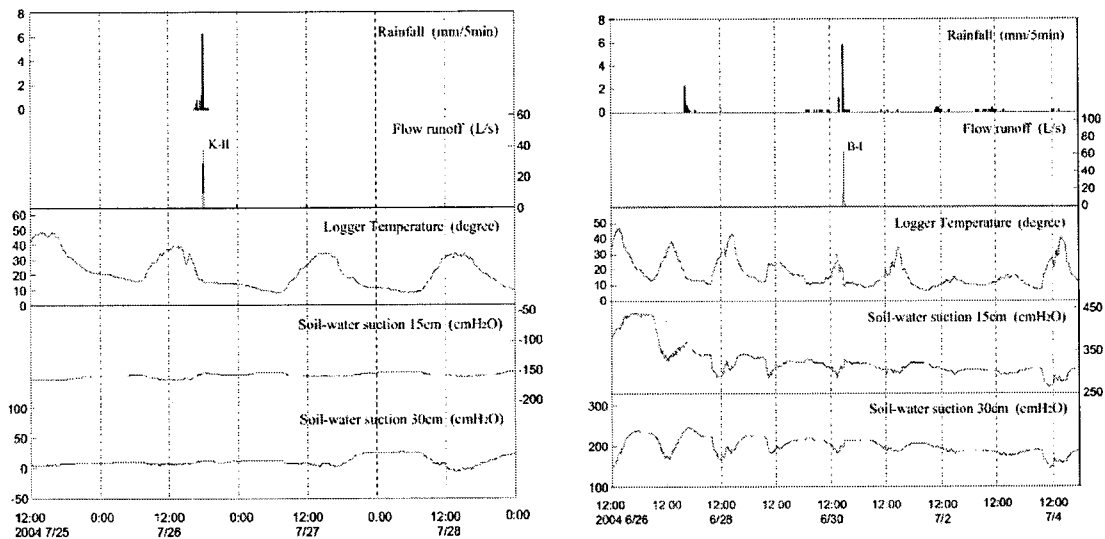 8
6
4
2
0
Rainfall (mm/5min)
60
40
20
0
Flow runoff (L/s)
K-II
60
50
40
30
20
10
0
Logger Temperature (degree)
-50
-100
-150
-200
Soil-water suction 15cm (cmH₂O)
100
50
0
-50
Soil-water suction 30cm (cmH₂O)
12:00 0:00 12:00 0:00 12:00 0:00 12:00 0:00
2004 7/25 7/26 7/27 7/28
8
6
4
2
0
Rainfall (mm/5min)
100
80
60
40
20
0
Flow runoff (L/s)
B-I
50
40
30
20
10
0
Logger Temperature (degree)
450
350
250
Soil-water suction 15cm (cmH₂O)
300
200
100
Soil-water suction 30cm (cmH₂O)
12:00 12:00 12:00 12:00 12:00 12:00 12:00 12:00 12:00
2004 6/26 6/28 6/30 7/2 7/4